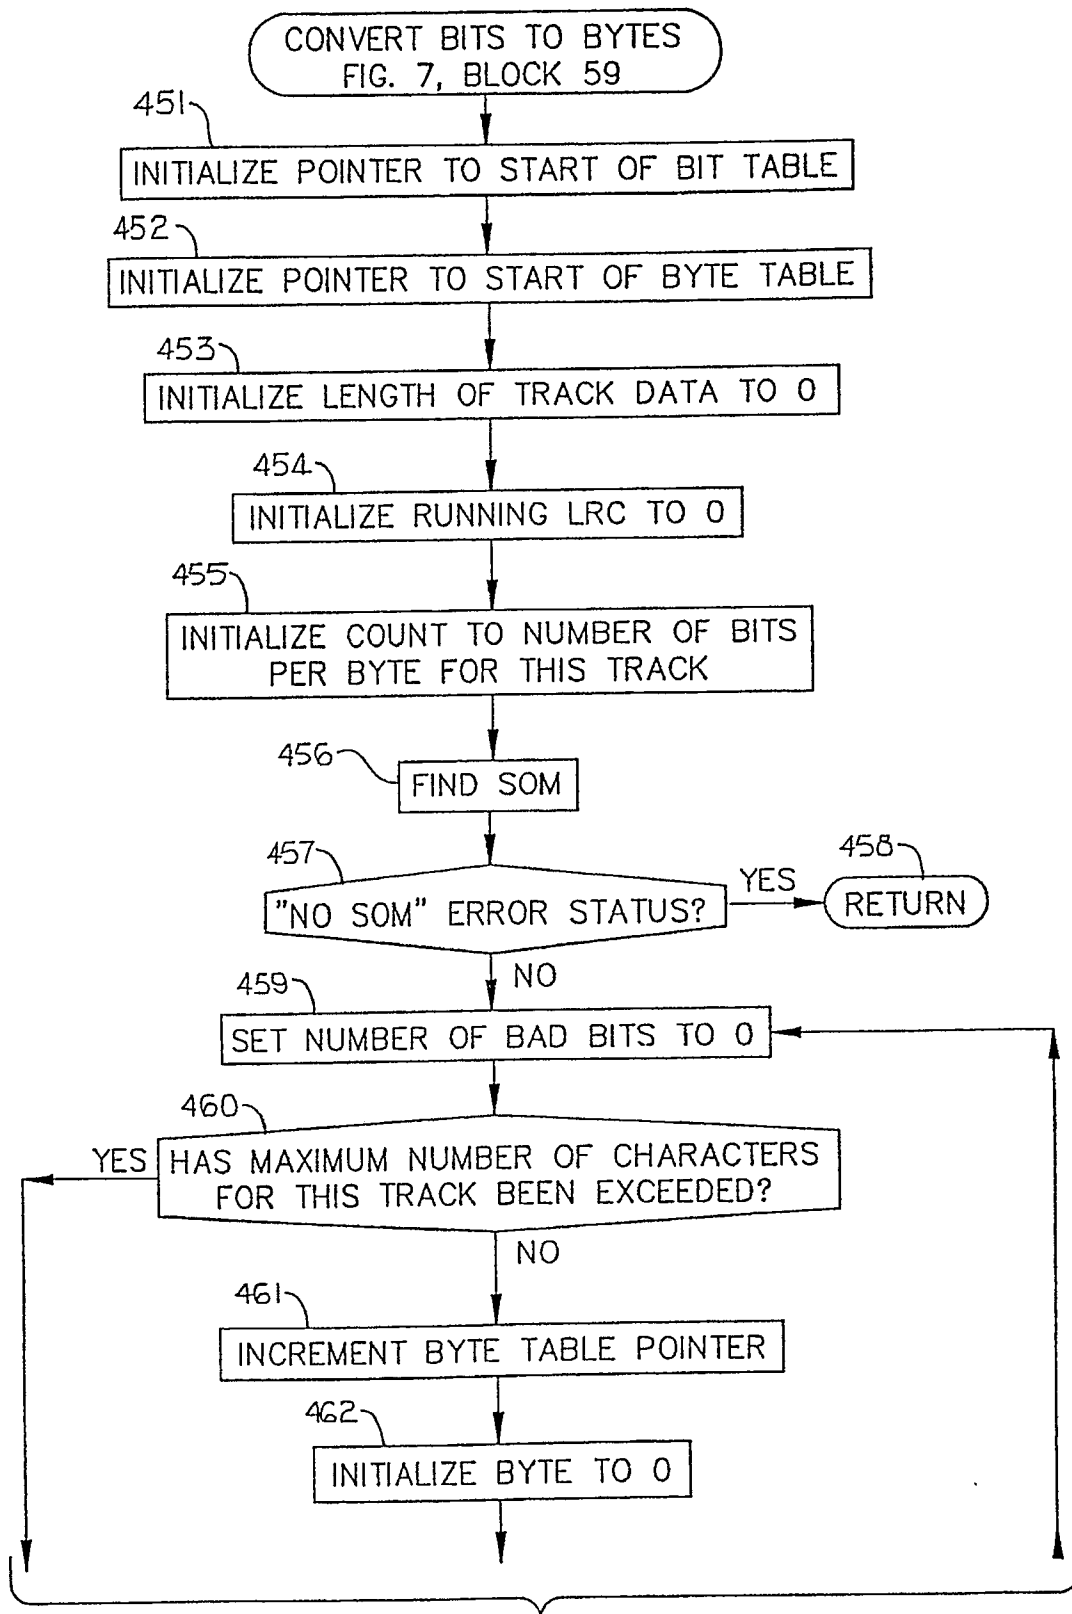 CONVERT BITS TO BYTES
FIG. 7, BLOCK 59
451
INITIALIZE POINTER TO START OF BIT TABLE
452
INITIALIZE POINTER TO START OF BYTE TABLE
453
INITIALIZE LENGTH OF TRACK DATA TO 0
454
INITIALIZE RUNNING LRC TO 0
455
INITIALIZE COUNT TO NUMBER OF BITS
PER BYTE FOR THIS TRACK
456
FIND SOM
457
"NO SOM" ERROR STATUS?
YES
458
RETURN
NO
459
SET NUMBER OF BAD BITS TO 0
460
YES
HAS MAXIMUM NUMBER OF CHARACTERS
FOR THIS TRACK BEEN EXCEEDED?
NO
461
INCREMENT BYTE TABLE POINTER
462
INITIALIZE BYTE TO 0